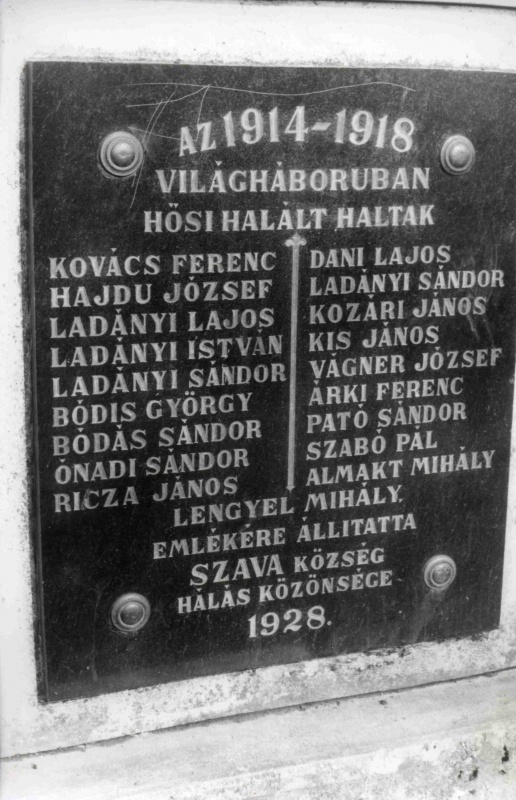 AZ 1914-1918
VILÁGHÁBORUBAN
HŐSI HALÁLT HALTAK
KOVÁCS FERENC
HAJDU JÓZSEF
LADÁNYI LAJOS
LADÁNYI ISTVÁN
LADÁNYI SÁNDOR
BÓDIS GYÖRGY
BÓDÁS SÁNDOR
ÓNADI SÁNDOR
RICZA JÁNOS
DANI LAJOS
LADÁNYI SÁNDOR
KOZÁRI JÁNOS
KIS JÁNOS
VÁGNER JÓZSEF
ÁRKI FERENC
PATÓ SÁNDOR
SZABÓ PÁL
ALMAKT MIHÁLY
LENGYEL MIHÁLY.
EMLÉKÉRE ÁLLITATTA
SZAVA KÖZSÉG
HÁLÁS KÖZÖNSÉGE
1928.